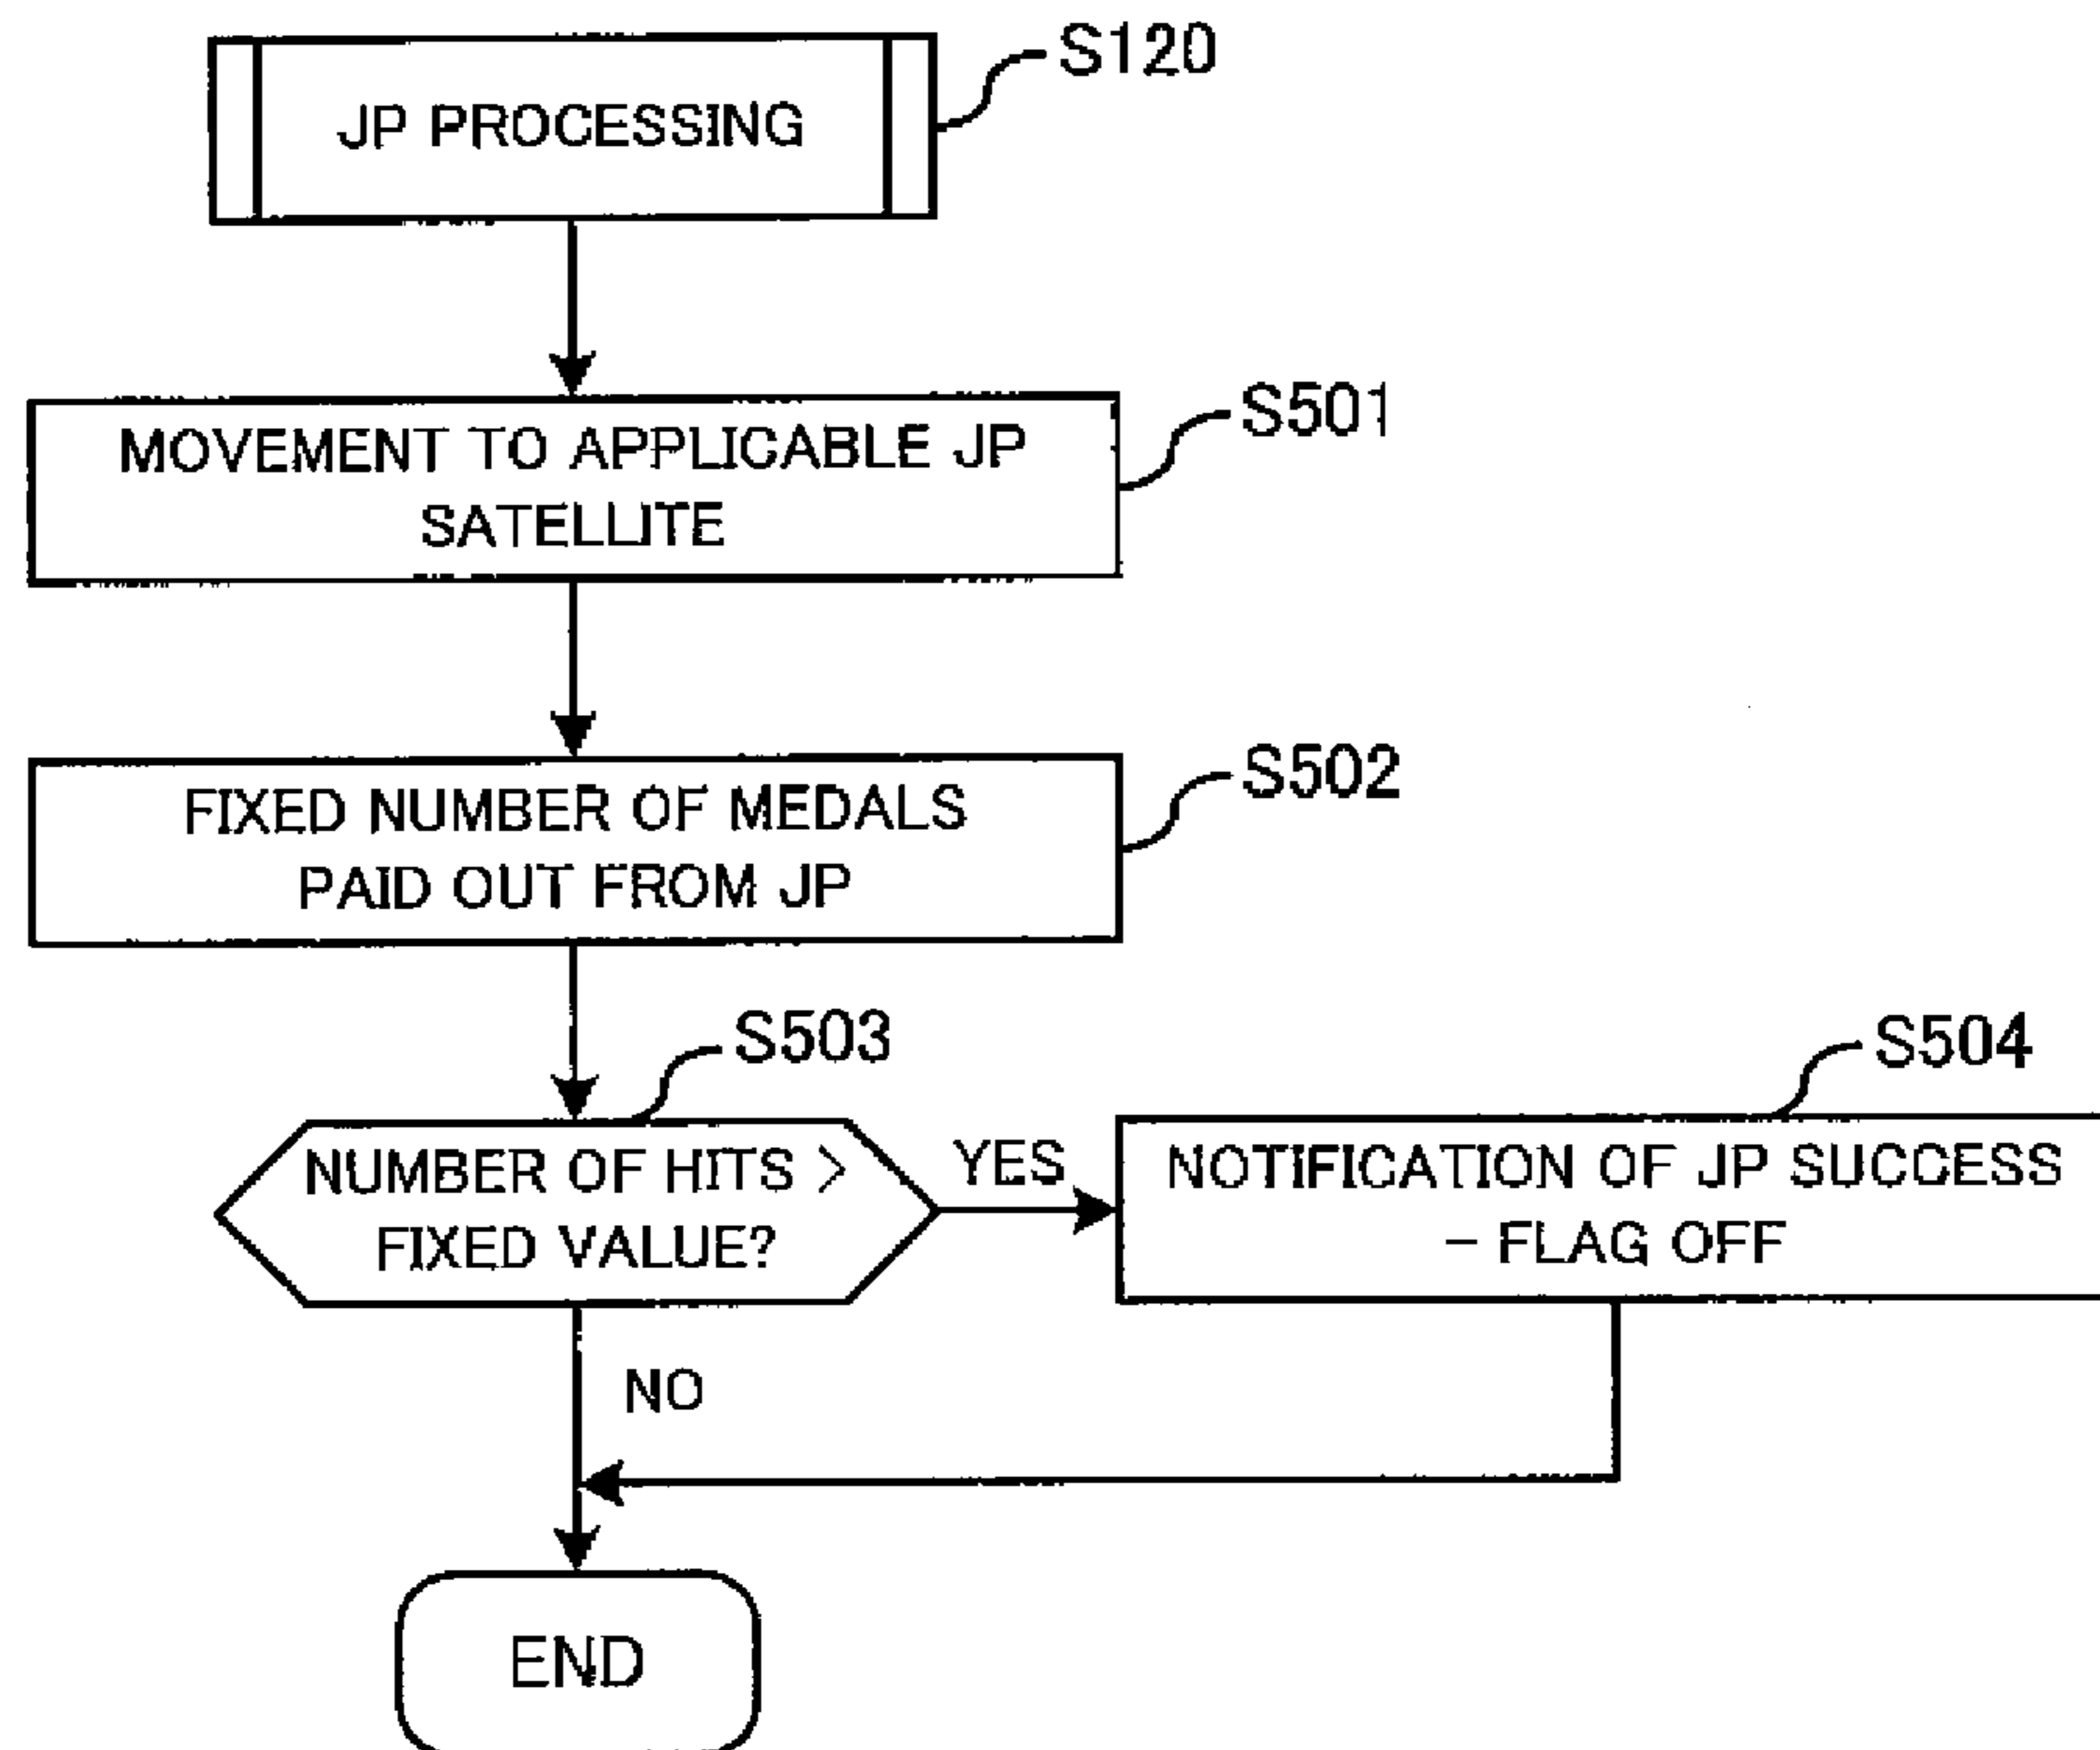 JP PROCESSING
S120
MOVEMENT TO APPLICABLE JP
SATELLITE
S501
FIXED NUMBER OF MEDALS
PAID OUT FROM JP
S502
NUMBER OF HITS >
FIXED VALUE?
S503
YES
NOTIFICATION OF JP SUCCESS
- FLAG OFF
S504
NO
END